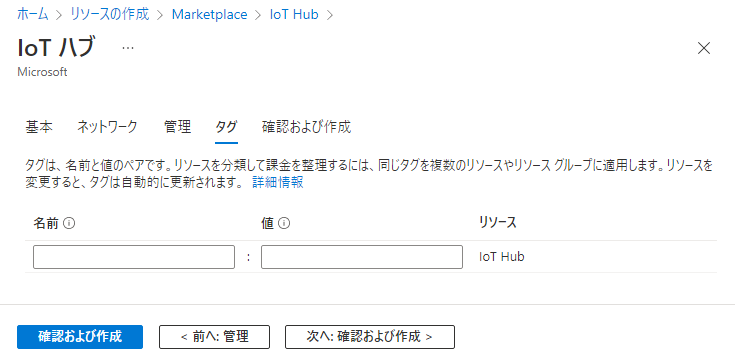 ホーム > リソースの作成 > Marketplace > IoT Hub >
IoT ハブ ...
Microsoft
基本 ネットワーク 管理 タグ 確認および作成
タグは、名前と値のペアです。リソースを分類して課金を整理するには、同じタグを複数のリソースやリソース グループに適用します。リソースを
変更すると、タグは自動的に更新されます。 詳細情報
名前 値 リソース
: IoT Hub
確認および作成 < 前へ: 管理 次へ: 確認および作成 >